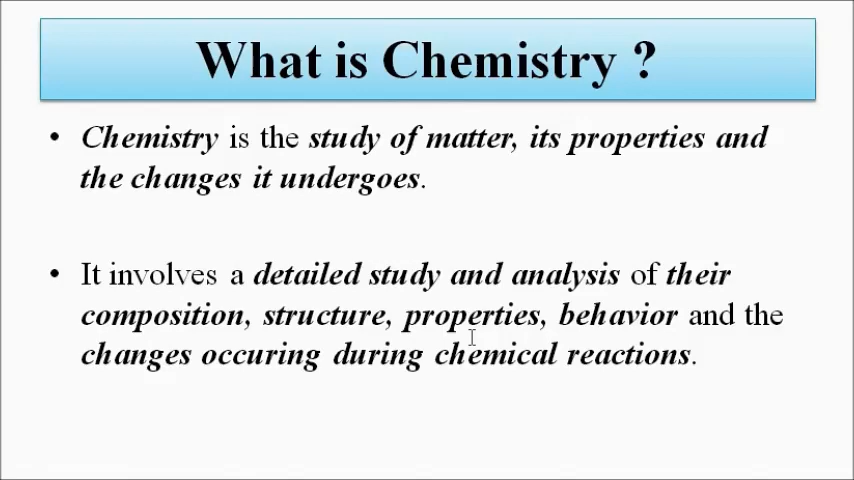 What is Chemistry ?
• Chemistry is the study of matter, its properties and
the changes it undergoes.
• It involves a detailed study and analysis of their
composition, structure, properties, behavior and the
changes occuring during chemical reactions.